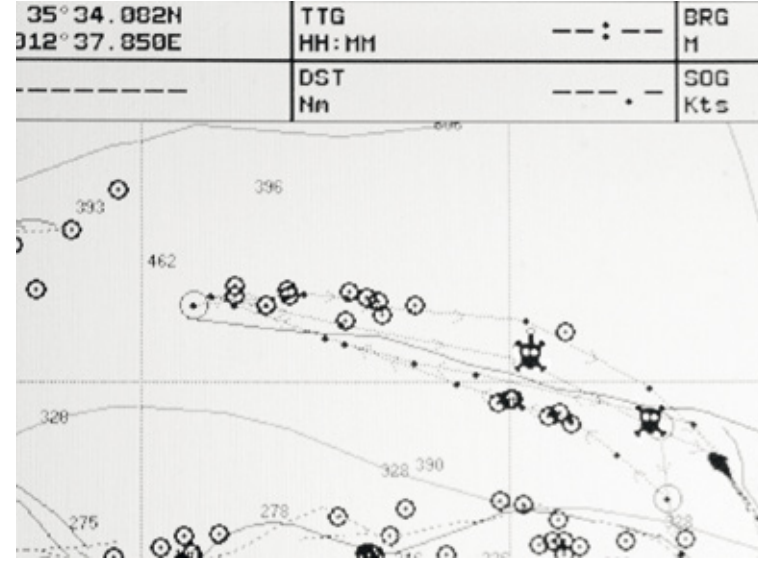 35°34.082N
012°37.850E
TTG
HH:MM
--:--
BRG
M
DST
Nm
---.-
SOG
Kts
396
393
462
328
328
390
275
278
328